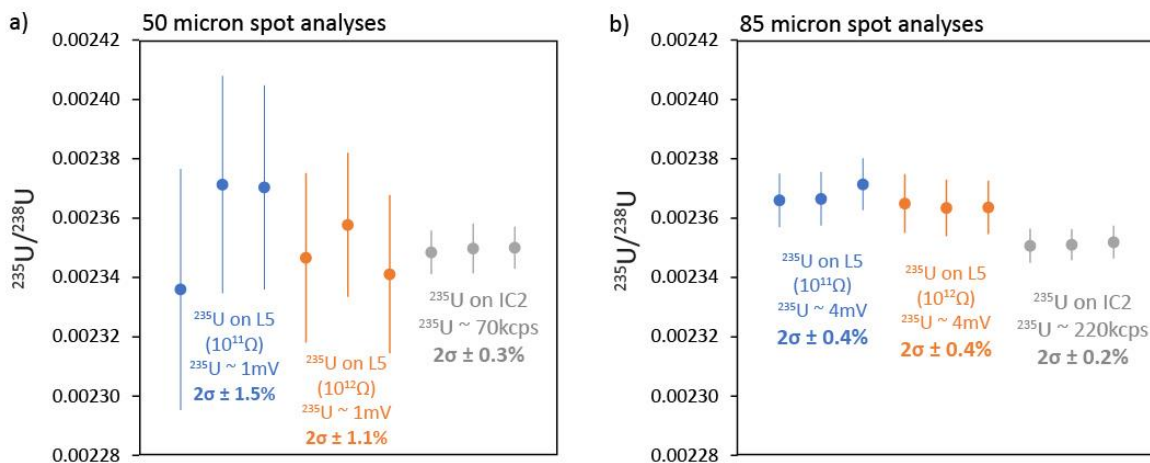 a)
50 micron spot analyses
0.00242
0.00240
0.00238
0.00236
0.00234
0.00232
0.00230
0.00228
²³⁵U/²³⁸U
²³⁵U on L5
(10¹¹Ω)
²³⁵U ~ 1mV
2σ ± 1.5%
²³⁵U on L5
(10¹²Ω)
²³⁵U ~ 1mV
2σ ± 1.1%
²³⁵U on IC2
²³⁵U ~ 70kcps
2σ ± 0.3%
b)
85 micron spot analyses
0.00242
0.00240
0.00238
0.00236
0.00234
0.00232
0.00230
0.00228
²³⁵U/²³⁸U
²³⁵U on L5
(10¹¹Ω)
²³⁵U ~ 4mV
2σ ± 0.4%
²³⁵U on L5
(10¹²Ω)
²³⁵U ~ 4mV
2σ ± 0.4%
²³⁵U on IC2
²³⁵U ~ 220kcps
2σ ± 0.2%